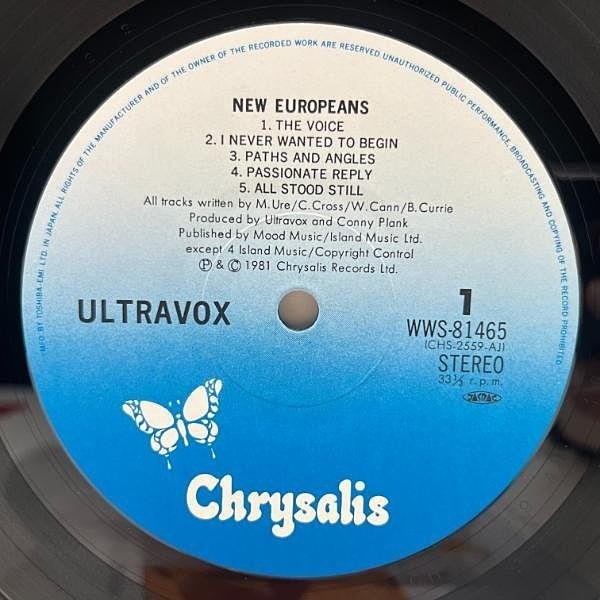 MFD. BY TOSHIBA-EMI LTD. IN JAPAN. ALL RIGHTS OF THE MANUFACTURER AND OF THE OWNER OF THE RECORDED WORK ARE RESERVED. UNAUTHORIZED PUBLIC PERFORMANCE, BROADCASTING AND COPYING OF THE RECORD PROHIBITED
NEW EUROPEANS
1. THE VOICE
2. I NEVER WANTED TO BEGIN
3. PATHS AND ANGLES
4. PASSIONATE REPLY
5. ALL STOOD STILL
All tracks written by M. Ure/C. Cross/W. Cann/B. Currie
Produced by Ultravox and Conny Plank
Published by Mood Music/Island Music Ltd.
except 4 Island Music/Copyright Control
Ⓟ & © 1981 Chrysalis Records Ltd.
ULTRAVOX
1
WWS-81465
(CHS-2559-AJ)
STEREO
33⅓ r.p.m.
JASRAC
Chrysalis